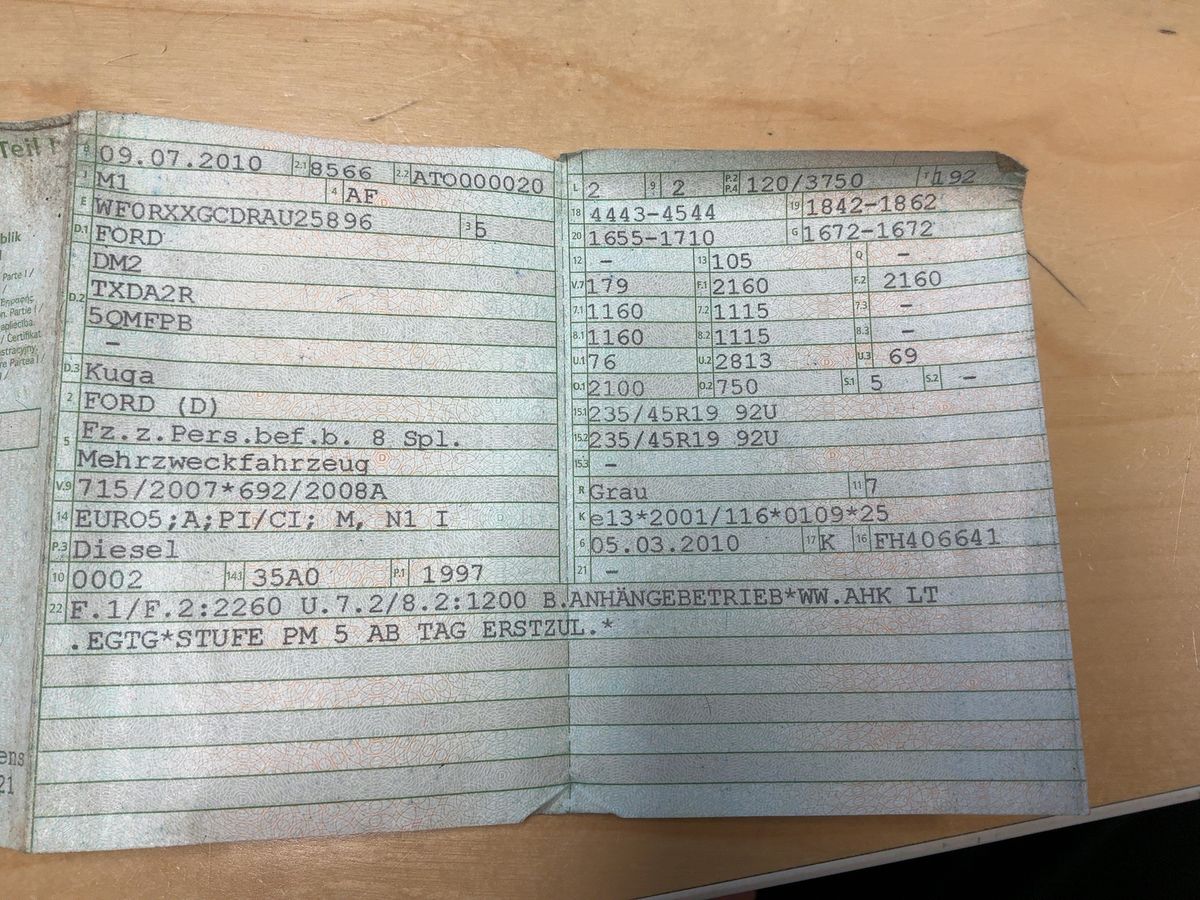 Teil I
blik
Parte I /
n. Partie I /
/ Certifikat
re Partea I /
ens
21
B 09.07.2010 2.1 8566 2.2 ATO000020
J M1 4 AF
E WF0RXXGCDRAU25896 3 5
D.1 FORD
DM2
D.2 TXDA2R
5QMFPB
–
D.3 Kuga
2 FORD (D)
5 Fz.z.Pers.bef.b. 8 Spl.
Mehrzweckfahrzeug
V.9 715/2007*692/2008A
14 EURO5;A;PI/CI; M, N1 I
P.3 Diesel
10 0002 14.1 35A0 P.1 1997
22 F.1/F.2:2260 U.7.2/8.2:1200 B.ANHÄNGEBETRIEB*WW.AHK LT
.EGTG*STUFE PM 5 AB TAG ERSTZUL.*
L 2 9 2 P.2 P.4 120/3750 T 192
18 4443-4544 19 1842-1862
20 1655-1710 G 1672-1672
12 – 13 105 Q –
V.7 179 F.1 2160 F.2 2160
7.1 1160 7.2 1115 7.3 –
8.1 1160 8.2 1115 8.3 –
U.1 76 U.2 2813 U.3 69
O.1 2100 O.2 750 S.1 5 S.2 –
15.1 235/45R19 92U
15.2 235/45R19 92U
15.3 –
R Grau 11 7
K e13*2001/116*0109*25
6 05.03.2010 17 K 16 FH406641
21 –